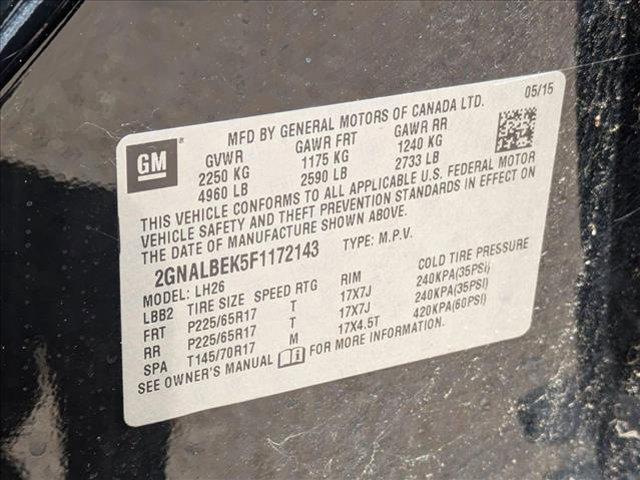 05/15
MFD BY GENERAL MOTORS OF CANADA LTD.
GM
GVWR GAWR FRT GAWR RR
2250 KG 1175 KG 1240 KG
4960 LB 2590 LB 2733 LB
THIS VEHICLE CONFORMS TO ALL APPLICABLE U.S. FEDERAL MOTOR
VEHICLE SAFETY AND THEFT PREVENTION STANDARDS IN EFFECT ON
THE DATE OF MANUFACTURE SHOWN ABOVE.
2GNALBEK5F1172143 TYPE: M.P.V.
MODEL: LH26
LBB2 TIRE SIZE SPEED RTG RIM COLD TIRE PRESSURE
FRT P225/65R17 T 17X7J 240KPA(35PSI)
RR P225/65R17 T 17X7J 240KPA(35PSI)
SPA T145/70R17 M 17X4.5T 420KPA(60PSI)
SEE OWNER'S MANUAL FOR MORE INFORMATION.